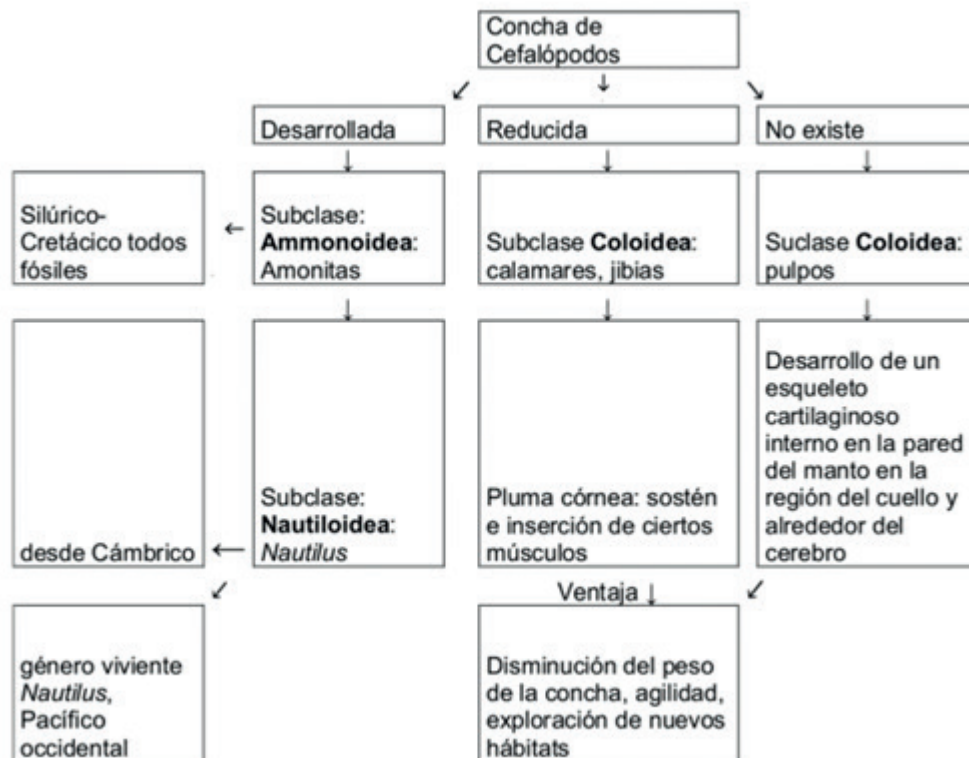 Concha de
Cefalópodos
Desarrollada
Reducida
No existe
Silúrico-
Cretácico todos
fósiles
Subclase:
Ammonoidea:
Amonitas
Subclase Coloidea:
calamares, jibias
Suclase Coloidea:
pulpos
desde Cámbrico
Subclase:
Nautiloidea:
Nautilus
Pluma córnea: sostén
e inserción de ciertos
músculos
Desarrollo de un
esqueleto
cartilaginoso
interno en la pared
del manto en la
región del cuello y
alrededor del
cerebro
Ventaja
género viviente
Nautilus,
Pacífico
occidental
Disminución del peso
de la concha, agilidad,
exploración de nuevos
hábitats